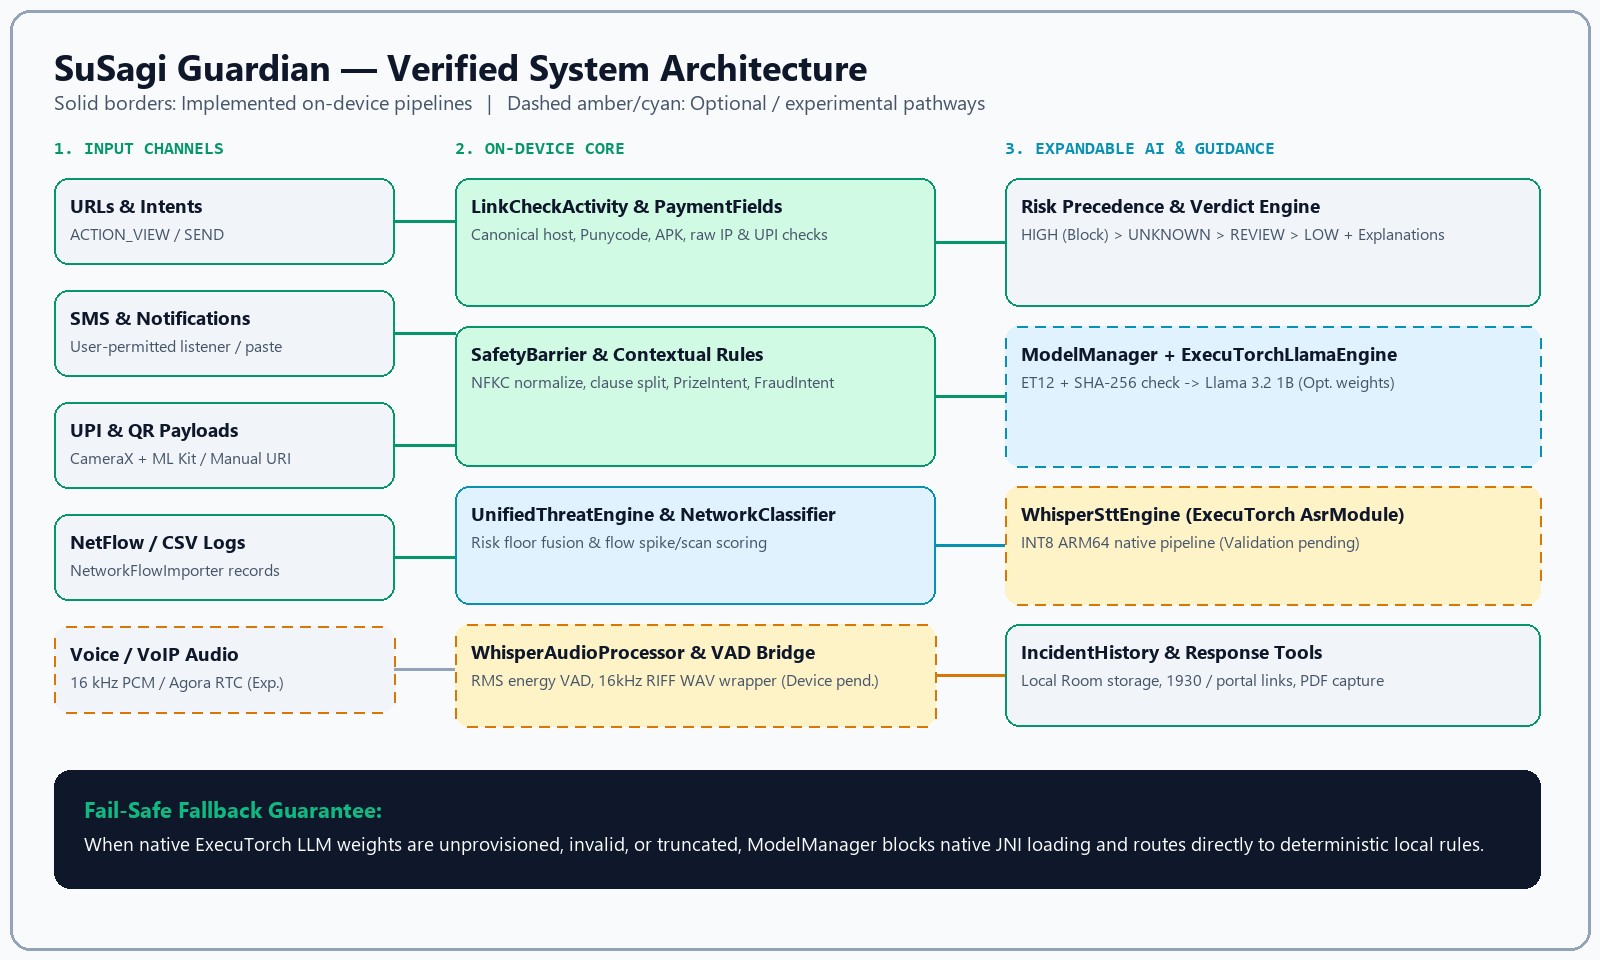 SuSagi Guardian — Verified System Architecture
Solid borders: Implemented on-device pipelines | Dashed amber/cyan: Optional / experimental pathways
1. INPUT CHANNELS
URLs & Intents
ACTION_VIEW / SEND
SMS & Notifications
User-permitted listener / paste
UPI & QR Payloads
CameraX + ML Kit / Manual URI
NetFlow / CSV Logs
NetworkFlowImporter records
Voice / VoIP Audio
16 kHz PCM / Agora RTC (Exp.)
2. ON-DEVICE CORE
LinkCheckActivity & PaymentFields
Canonical host, Punycode, APK, raw IP & UPI checks
SafetyBarrier & Contextual Rules
NFKC normalize, clause split, PrizeIntent, FraudIntent
UnifiedThreatEngine & NetworkClassifier
Risk floor fusion & flow spike/scan scoring
WhisperAudioProcessor & VAD Bridge
RMS energy VAD, 16kHz RIFF WAV wrapper (Device pend.)
3. EXPANDABLE AI & GUIDANCE
Risk Precedence & Verdict Engine
HIGH (Block) > UNKNOWN > REVIEW > LOW + Explanations
ModelManager + ExecuTorchLlamaEngine
ET12 + SHA-256 check -> Llama 3.2 1B (Opt. weights)
WhisperSttEngine (ExecuTorch AsrModule)
INT8 ARM64 native pipeline (Validation pending)
IncidentHistory & Response Tools
Local Room storage, 1930 / portal links, PDF capture
Fail-Safe Fallback Guarantee:
When native ExecuTorch LLM weights are unprovisioned, invalid, or truncated, ModelManager blocks native JNI loading and routes directly to deterministic local rules.